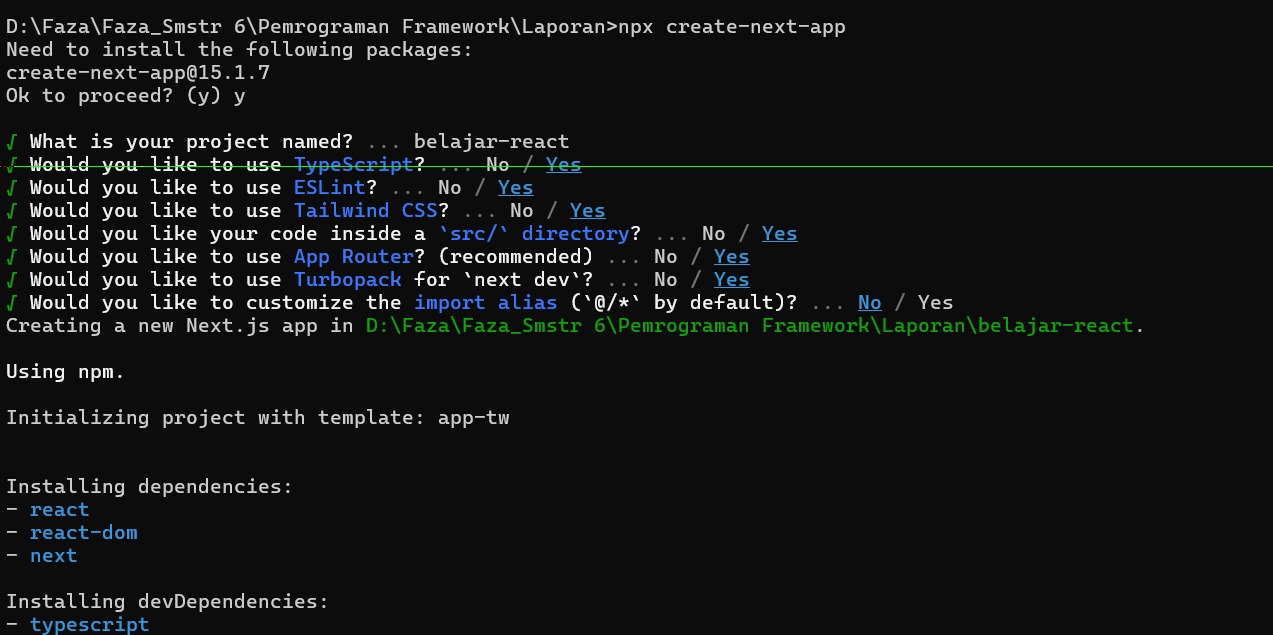 D:\Faza\Faza_Smstr 6\Pemrograman Framework\Laporan>npx create-next-app
Need to install the following packages:
create-next-app@15.1.7
Ok to proceed? (y) y
√ What is your project named? ... belajar-react
√ Would you like to use TypeScript? ... No / Yes
√ Would you like to use ESLint? ... No / Yes
√ Would you like to use Tailwind CSS? ... No / Yes
√ Would you like your code inside a `src/` directory? ... No / Yes
√ Would you like to use App Router? (recommended) ... No / Yes
√ Would you like to use Turbopack for `next dev`? ... No / Yes
√ Would you like to customize the import alias (`@/*` by default)? ... No / Yes
Creating a new Next.js app in D:\Faza\Faza_Smstr 6\Pemrograman Framework\Laporan\belajar-react.
Using npm.
Initializing project with template: app-tw
Installing dependencies:
- react
- react-dom
- next
Installing devDependencies:
- typescript